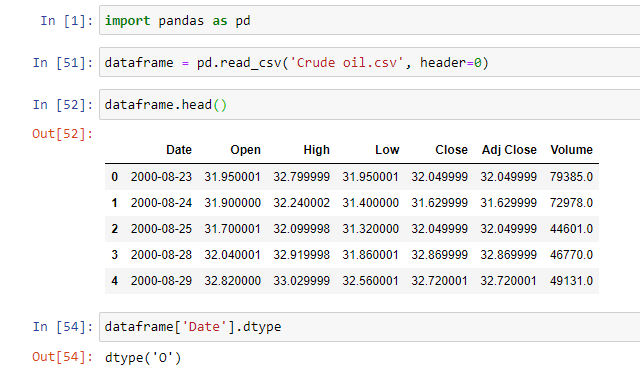 In [1]: import pandas as pd
In [51]: dataframe = pd.read_csv('Crude oil.csv', header=0)
In [52]: dataframe.head()
Out[52]:
Date Open High Low Close Adj Close Volume
0 2000-08-23 31.950001 32.799999 31.950001 32.049999 32.049999 79385.0
1 2000-08-24 31.900000 32.240002 31.400000 31.629999 31.629999 72978.0
2 2000-08-25 31.700001 32.099998 31.320000 32.049999 32.049999 44601.0
3 2000-08-28 32.040001 32.919998 31.860001 32.869999 32.869999 46770.0
4 2000-08-29 32.820000 33.029999 32.560001 32.720001 32.720001 49131.0
In [54]: dataframe['Date'].dtype
Out[54]: dtype('O')